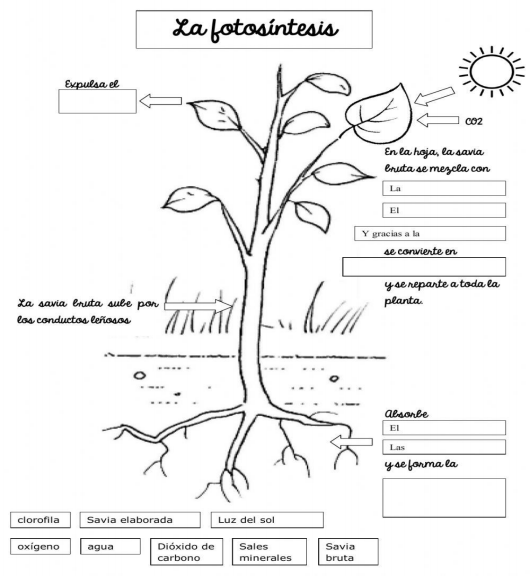 La fotosíntesis
Expulsa el
CO2
En la hoja, la savia
bruta se mezcla con
La
El
Y gracias a la
se convierte en
y se reparte a toda la
planta.
La savia bruta sube por
los conductos leñosos
Absorbe
El
Las
y se forma la
clorofila
Savia elaborada
Luz del sol
oxígeno
agua
Dióxido de
carbono
Sales
minerales
Savia
bruta